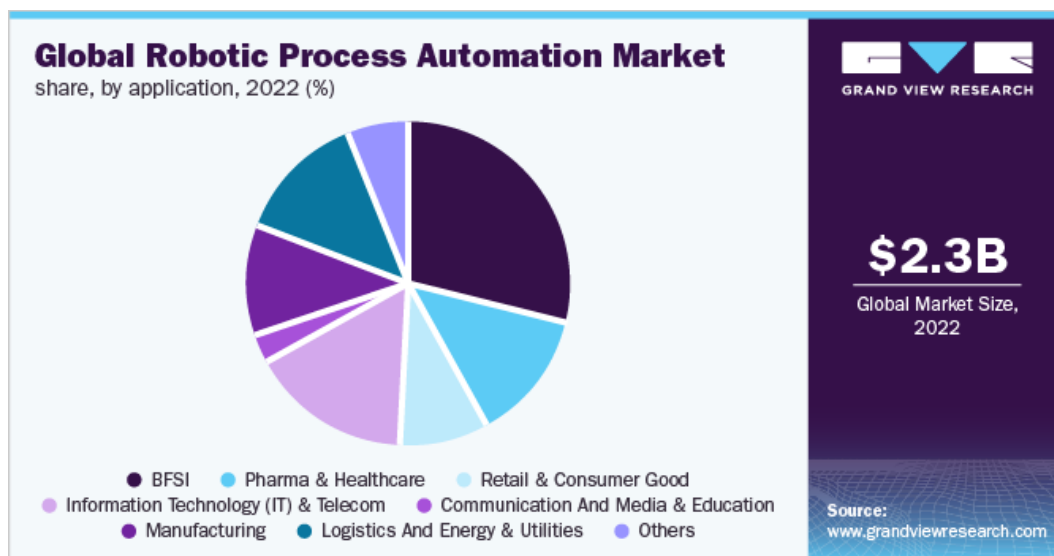 Global Robotic Process Automation Market
share, by application, 2022 (%)
BFSI Pharma & Healthcare Retail & Consumer Good
Information Technology (IT) & Telecom Communication And Media & Education
Manufacturing Logistics And Energy & Utilities Others
GVR
GRAND VIEW RESEARCH
$2.3B
Global Market Size,
2022
Source:
www.grandviewresearch.com